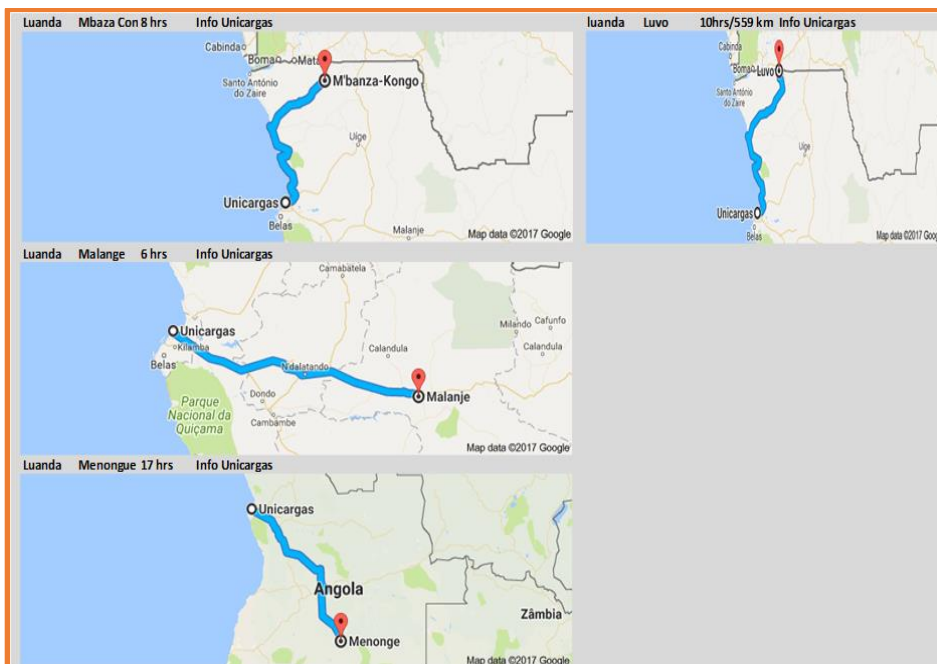 Luanda Mbaza Con 8 hrs Info Unicargas
Cabinda
Boma
Mata
M'banza-Kongo
Santo António
do Zaire
Uíge
Unicargas
Belas
Malanje
Map data ©2017 Google
luanda Luvo 10hrs/559 km Info Unicargas
Cabinda
Boma
Luvo
Santo António
do Zaire
Uíge
Unicargas
Belas
Map data ©2017 Google
Luanda Malange 6 hrs Info Unicargas
Camabatela
Unicargas
Kilamba
Belas
Milando
Cafunfo
Calandula
Calandula
N'dalatando
Malanje
Dondo
Cambambe
Parque
Nacional da
Quiçama
Map data ©2017 Google
Luanda Menongue 17 hrs Info Unicargas
Unicargas
Angola
Zâmbia
Menonge
Map data ©2017 Google